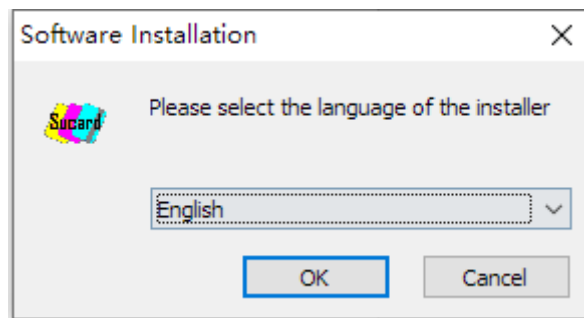 Software Installation
Sucard
Please select the language of the installer
English
OK
Cancel